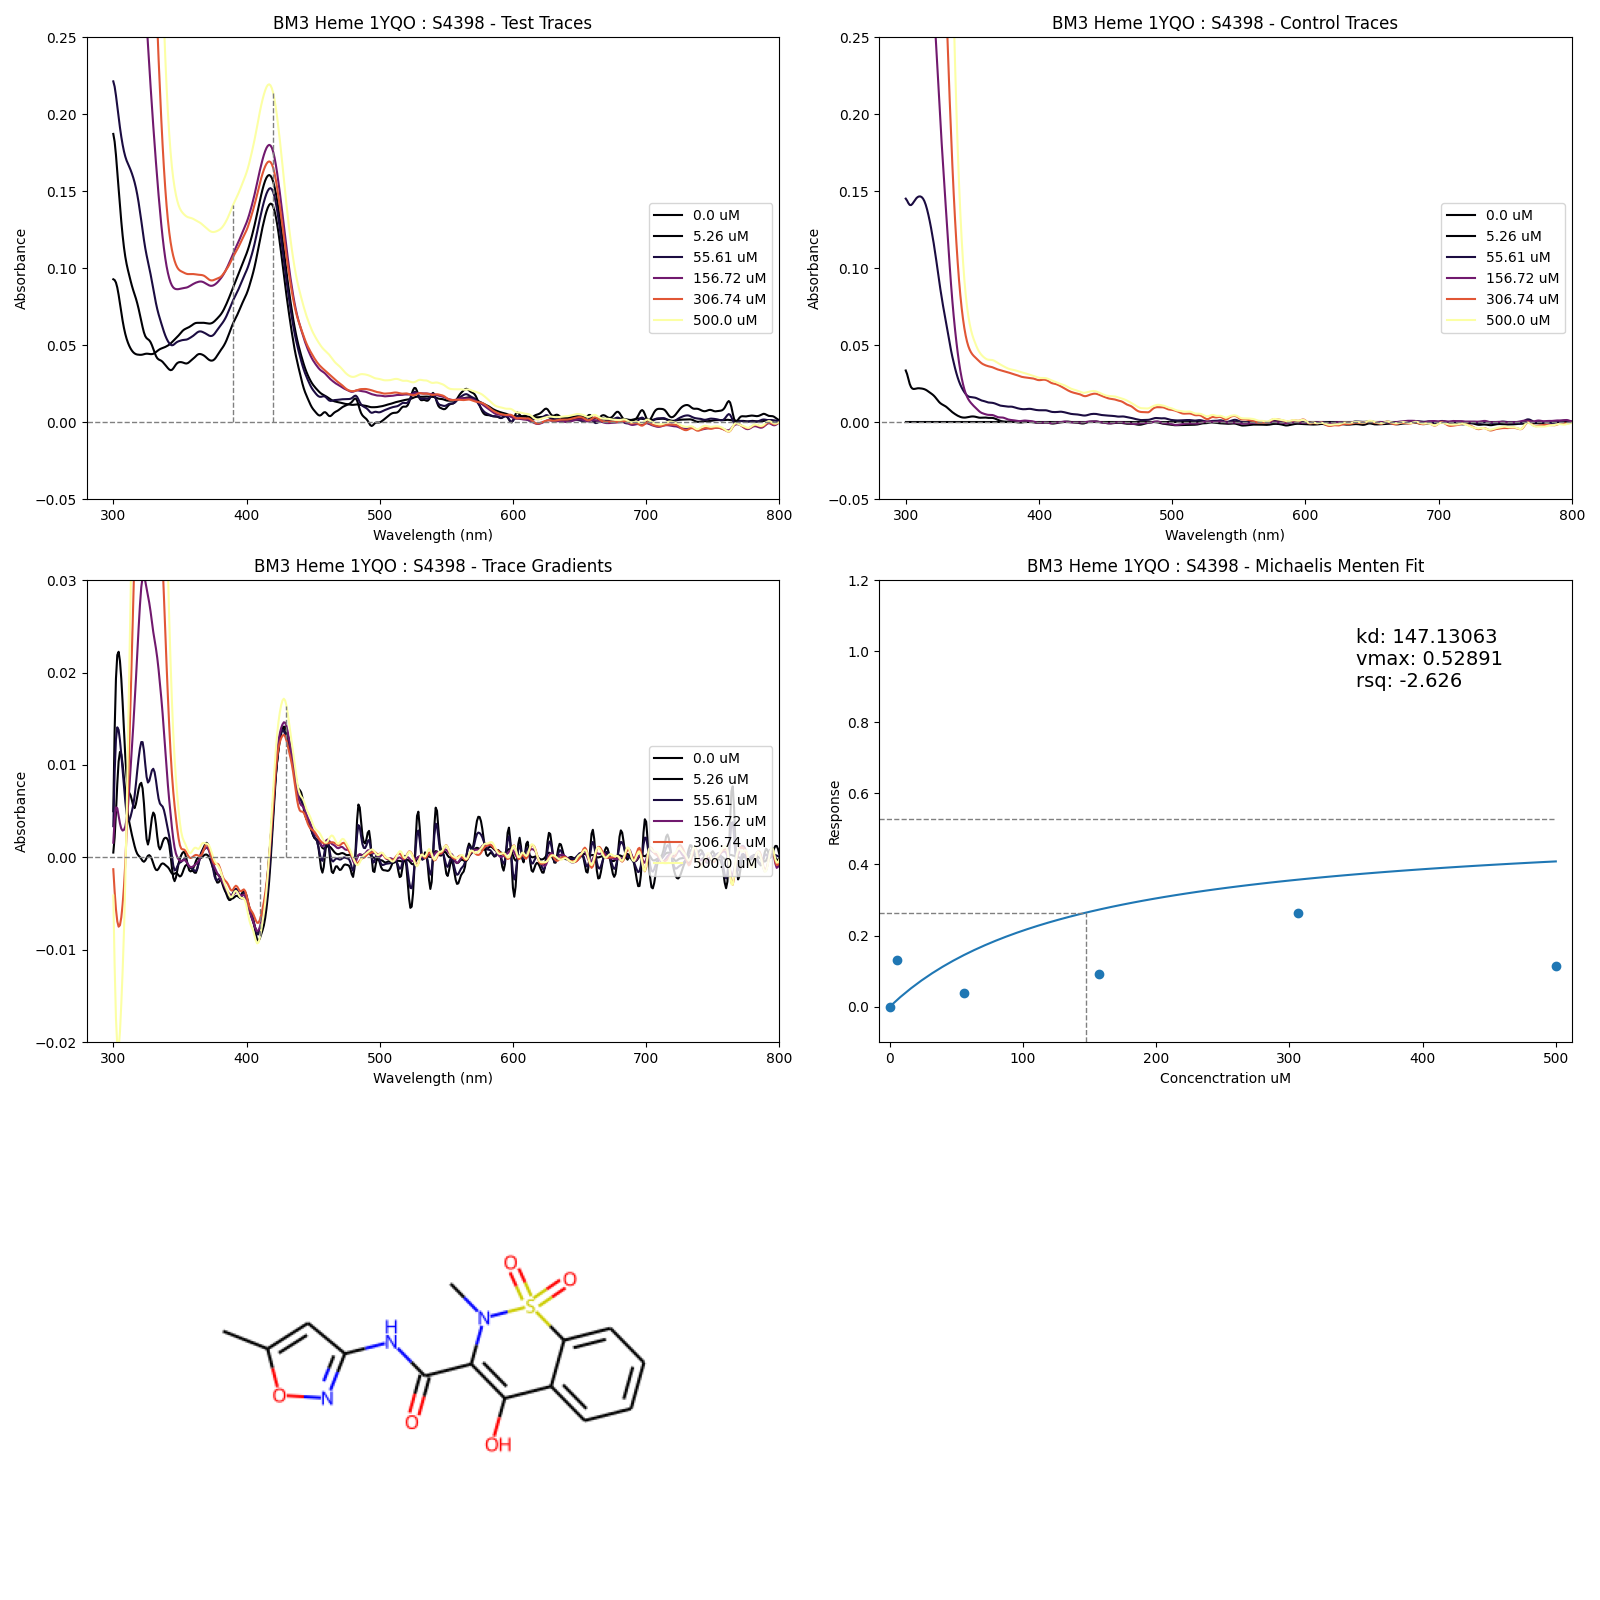 BM3 Heme 1YQO : S4398 - Test Traces
0.25
0.20
0.15
0.10
0.05
0.00
−0.05
Absorbance
300
400
500
600
700
800
Wavelength (nm)
0.0 uM
5.26 uM
55.61 uM
156.72 uM
306.74 uM
500.0 uM
BM3 Heme 1YQO : S4398 - Control Traces
0.25
0.20
0.15
0.10
0.05
0.00
−0.05
Absorbance
300
400
500
600
700
800
Wavelength (nm)
0.0 uM
5.26 uM
55.61 uM
156.72 uM
306.74 uM
500.0 uM
BM3 Heme 1YQO : S4398 - Trace Gradients
0.03
0.02
0.01
0.00
−0.01
−0.02
Absorbance
300
400
500
600
700
800
Wavelength (nm)
0.0 uM
5.26 uM
55.61 uM
156.72 uM
306.74 uM
500.0 uM
BM3 Heme 1YQO : S4398 - Michaelis Menten Fit
1.2
1.0
0.8
0.6
0.4
0.2
0.0
Response
0
100
200
300
400
500
Concenctration uM
kd: 147.13063
vmax: 0.52891
rsq: -2.626
O
O
S
N
H
N
O
N
O
OH